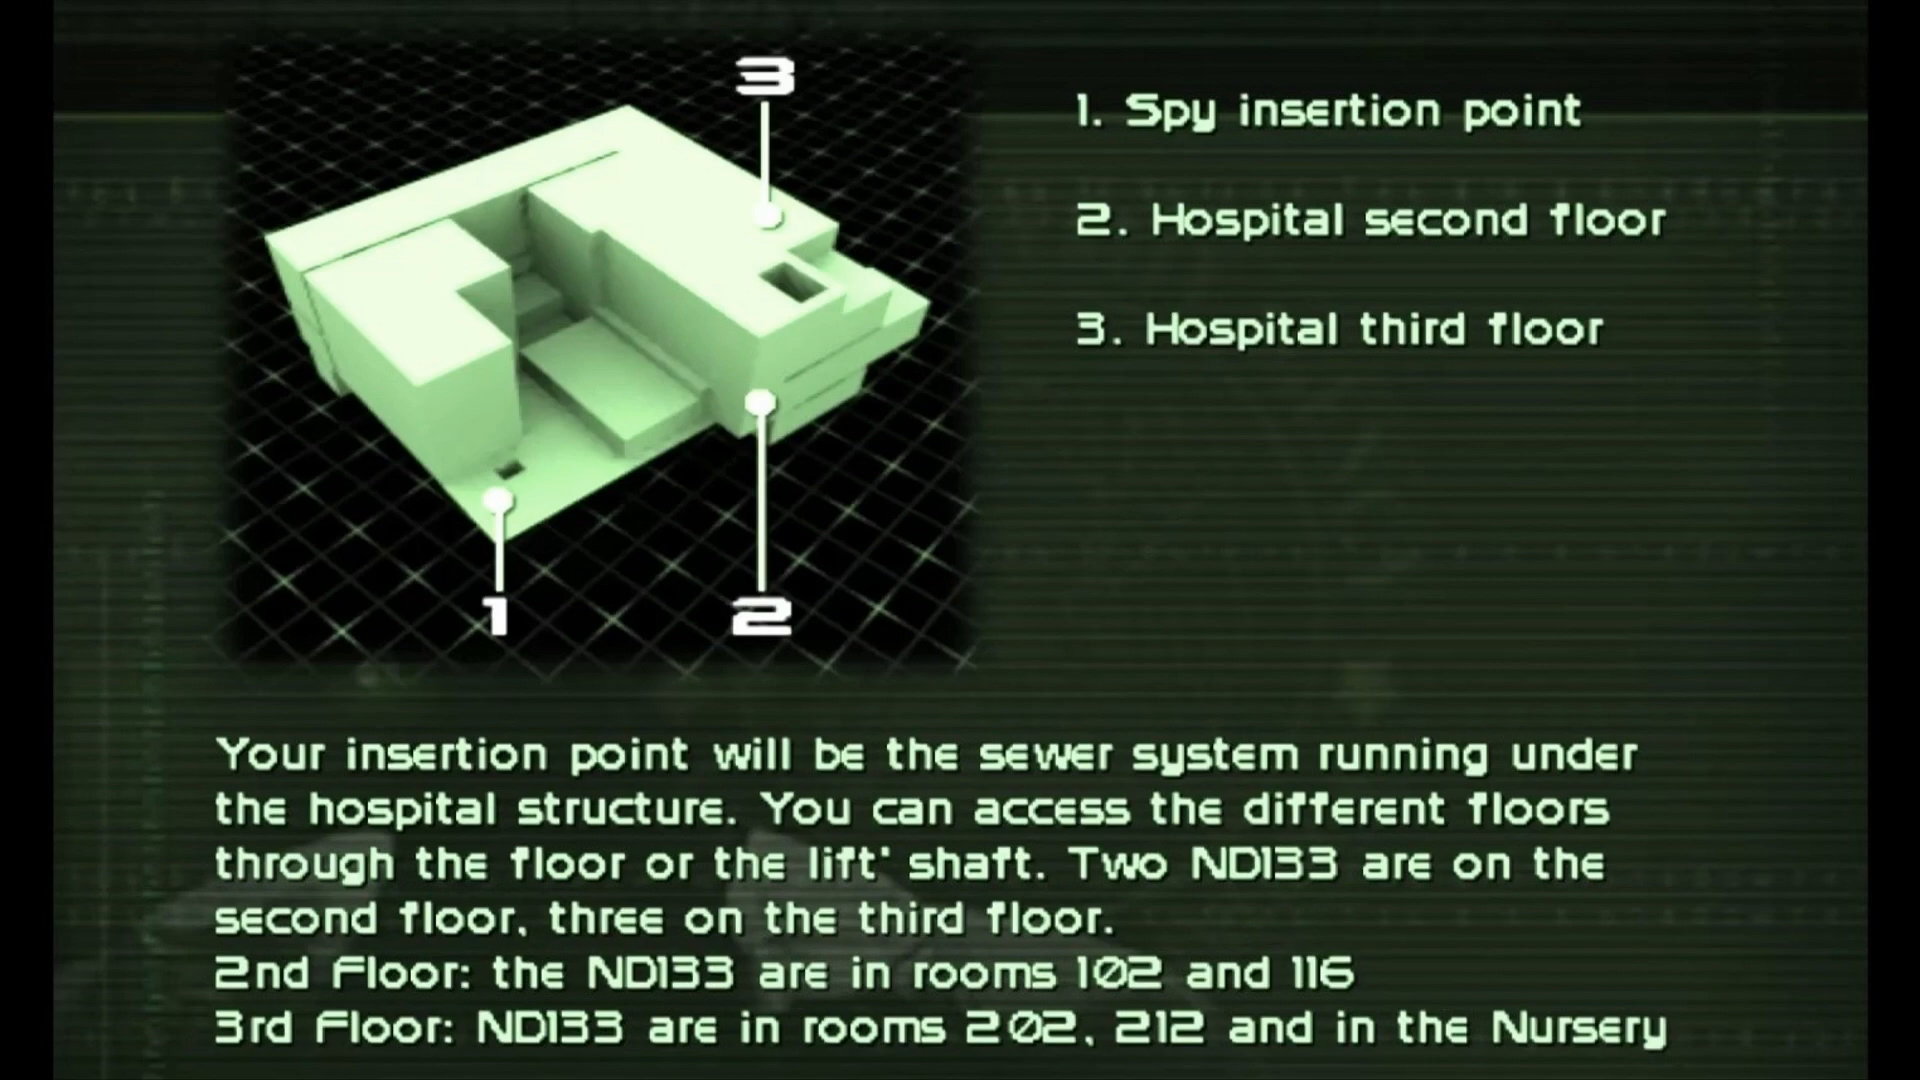 3
1. Spy insertion point
2. Hospital second floor
3. Hospital third floor
1
2
Your insertion point will be the sewer system running under
the hospital structure. You can access the different floors
through the floor or the lift' shaft. Two ND133 are on the
second floor, three on the third floor.
2nd Floor: the ND133 are in rooms 102 and 116
3rd Floor: ND133 are in rooms 202, 212 and in the Nursery